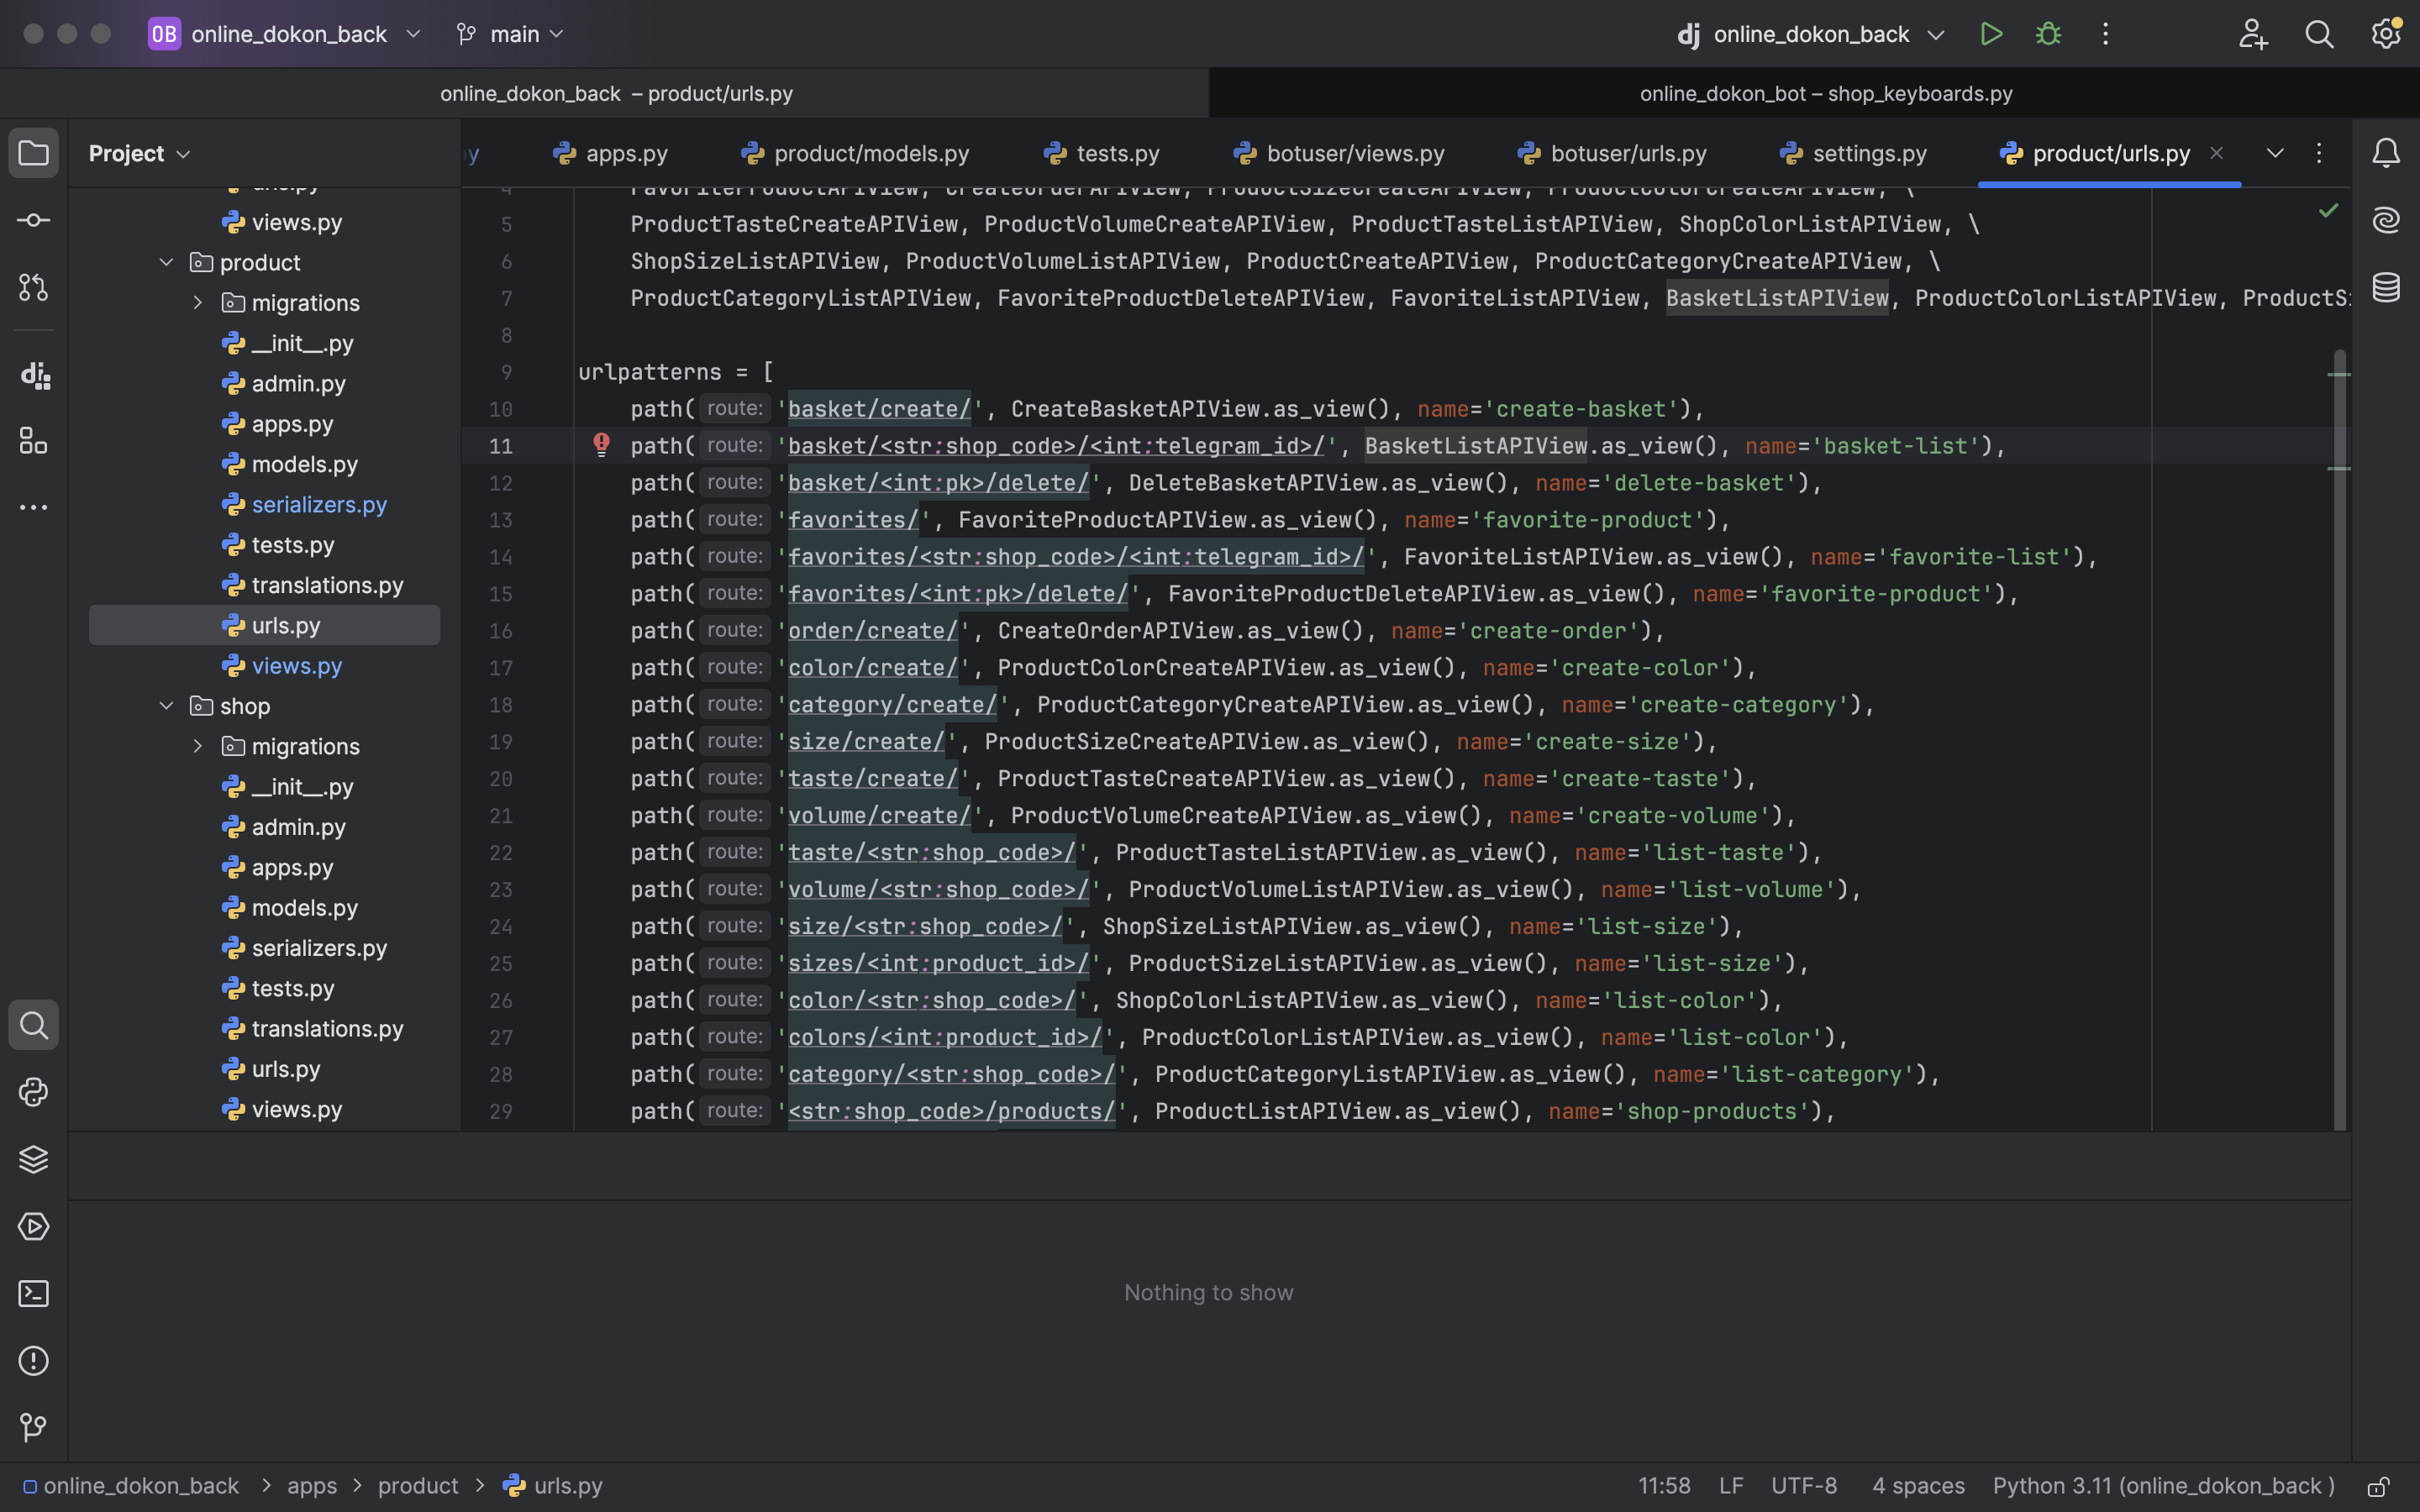 OB online_dokon_back main
dj online_dokon_back
online_dokon_back – product/urls.py
online_dokon_bot – shop_keyboards.py
Project
y apps.py product/models.py tests.py botuser/views.py botuser/urls.py settings.py product/urls.py
urls.py
views.py
product
migrations
__init__.py
admin.py
apps.py
models.py
serializers.py
tests.py
translations.py
urls.py
views.py
shop
migrations
__init__.py
admin.py
apps.py
models.py
serializers.py
tests.py
translations.py
urls.py
views.py
4 FavoriteProductAPIView, CreateOrderAPIView, ProductSizeCreateAPIView, ProductColorCreateAPIView, \
5 ProductTasteCreateAPIView, ProductVolumeCreateAPIView, ProductTasteListAPIView, ShopColorListAPIView, \
6 ShopSizeListAPIView, ProductVolumeListAPIView, ProductCreateAPIView, ProductCategoryCreateAPIView, \
7 ProductCategoryListAPIView, FavoriteProductDeleteAPIView, FavoriteListAPIView, BasketListAPIView, ProductColorListAPIView, ProductSi
8
9 urlpatterns = [
10 path( route: 'basket/create/', CreateBasketAPIView.as_view(), name='create-basket'),
11 path( route: 'basket/<str:shop_code>/<int:telegram_id>/', BasketListAPIView.as_view(), name='basket-list'),
12 path( route: 'basket/<int:pk>/delete/', DeleteBasketAPIView.as_view(), name='delete-basket'),
13 path( route: 'favorites/', FavoriteProductAPIView.as_view(), name='favorite-product'),
14 path( route: 'favorites/<str:shop_code>/<int:telegram_id>/', FavoriteListAPIView.as_view(), name='favorite-list'),
15 path( route: 'favorites/<int:pk>/delete/', FavoriteProductDeleteAPIView.as_view(), name='favorite-product'),
16 path( route: 'order/create/', CreateOrderAPIView.as_view(), name='create-order'),
17 path( route: 'color/create/', ProductColorCreateAPIView.as_view(), name='create-color'),
18 path( route: 'category/create/', ProductCategoryCreateAPIView.as_view(), name='create-category'),
19 path( route: 'size/create/', ProductSizeCreateAPIView.as_view(), name='create-size'),
20 path( route: 'taste/create/', ProductTasteCreateAPIView.as_view(), name='create-taste'),
21 path( route: 'volume/create/', ProductVolumeCreateAPIView.as_view(), name='create-volume'),
22 path( route: 'taste/<str:shop_code>/', ProductTasteListAPIView.as_view(), name='list-taste'),
23 path( route: 'volume/<str:shop_code>/', ProductVolumeListAPIView.as_view(), name='list-volume'),
24 path( route: 'size/<str:shop_code>/', ShopSizeListAPIView.as_view(), name='list-size'),
25 path( route: 'sizes/<int:product_id>/', ProductSizeListAPIView.as_view(), name='list-size'),
26 path( route: 'color/<str:shop_code>/', ShopColorListAPIView.as_view(), name='list-color'),
27 path( route: 'colors/<int:product_id>/', ProductColorListAPIView.as_view(), name='list-color'),
28 path( route: 'category/<str:shop_code>/', ProductCategoryListAPIView.as_view(), name='list-category'),
29 path( route: '<str:shop_code>/products/', ProductListAPIView.as_view(), name='shop-products'),
Nothing to show
online_dokon_back > apps > product > urls.py
11:58 LF UTF-8 4 spaces Python 3.11 (online_dokon_back )